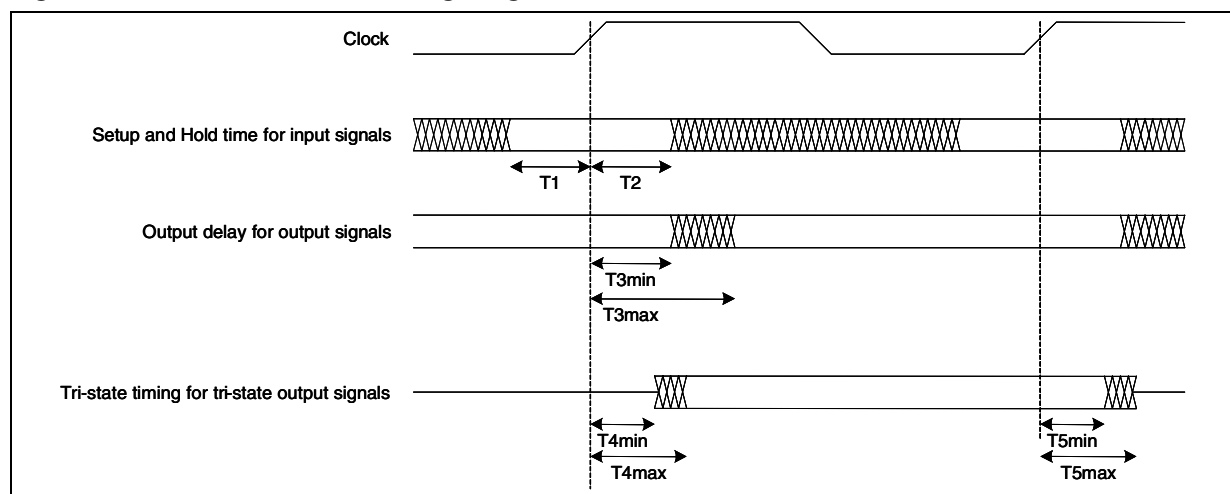 Clock
Setup and Hold time for input signals
T1
T2
Output delay for output signals
T3min
T3max
Tri-state timing for tri-state output signals
T4min
T5min
T4max
T5max